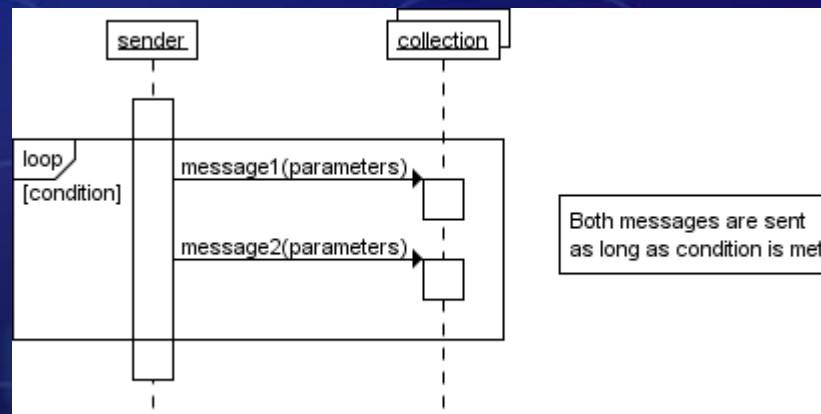 sender
collection
loop
message1(parameters)
[condition]
message2(parameters)
Both messages are sent
as long as condition is met